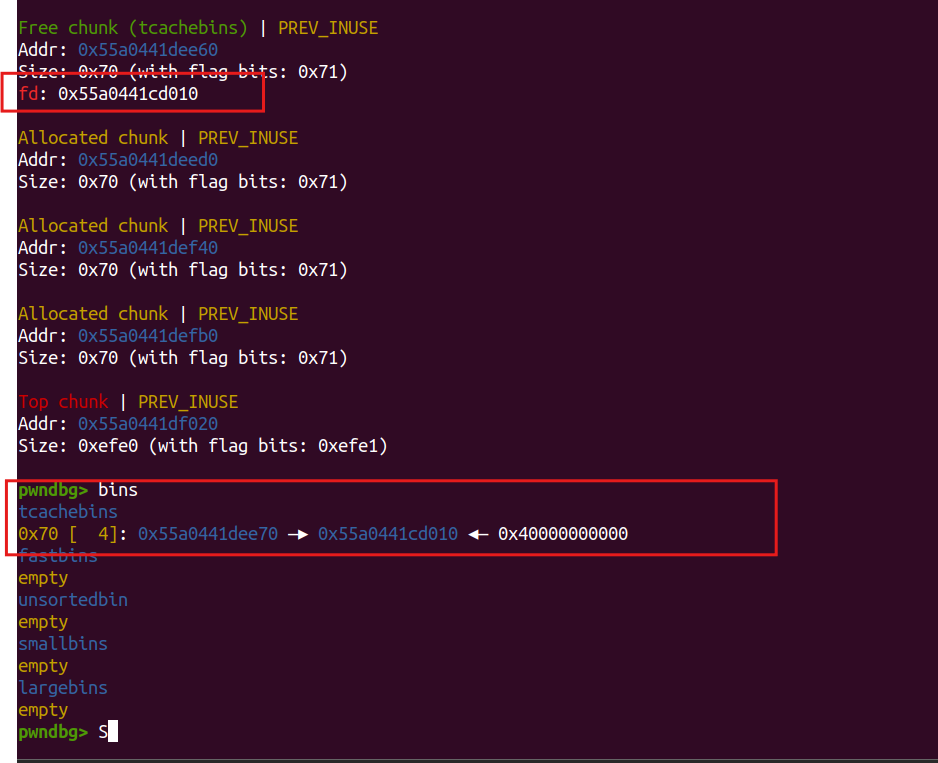 Free chunk (tcachebins) | PREV_INUSE
Addr: 0x55a0441dee60
Size: 0x70 (with flag bits: 0x71)
fd: 0x55a0441cd010
Allocated chunk | PREV_INUSE
Addr: 0x55a0441deed0
Size: 0x70 (with flag bits: 0x71)
Allocated chunk | PREV_INUSE
Addr: 0x55a0441def40
Size: 0x70 (with flag bits: 0x71)
Allocated chunk | PREV_INUSE
Addr: 0x55a0441defb0
Size: 0x70 (with flag bits: 0x71)
Top chunk | PREV_INUSE
Addr: 0x55a0441df020
Size: 0xefe0 (with flag bits: 0xefe1)
pwndbg> bins
tcachebins
0x70 [  4]: 0x55a0441dee70 —▸ 0x55a0441cd010 ◂— 0x40000000000
fastbins
empty
unsortedbin
empty
smallbins
empty
largebins
empty
pwndbg> S